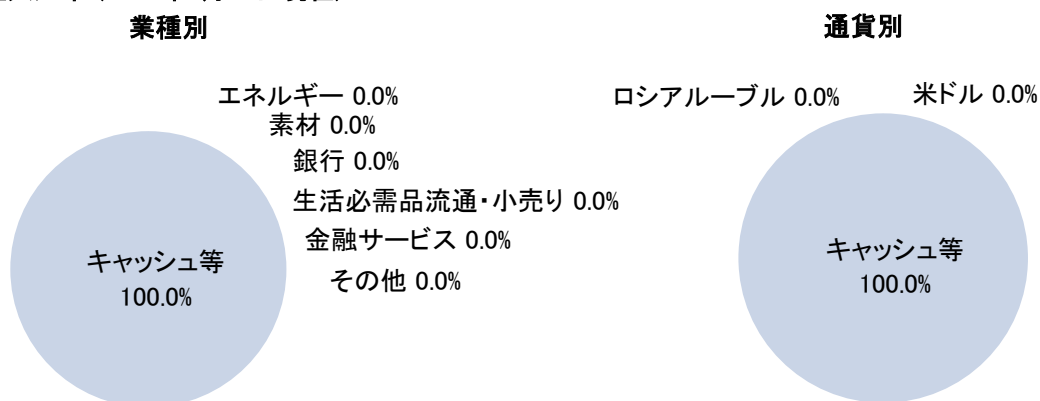 業種別
エネルギー 0.0%
素材 0.0%
銀行 0.0%
生活必需品流通・小売り 0.0%
金融サービス 0.0%
その他 0.0%
キャッシュ等
100.0%
通貨別
ロシアルーブル 0.0%
米ドル 0.0%
キャッシュ等
100.0%